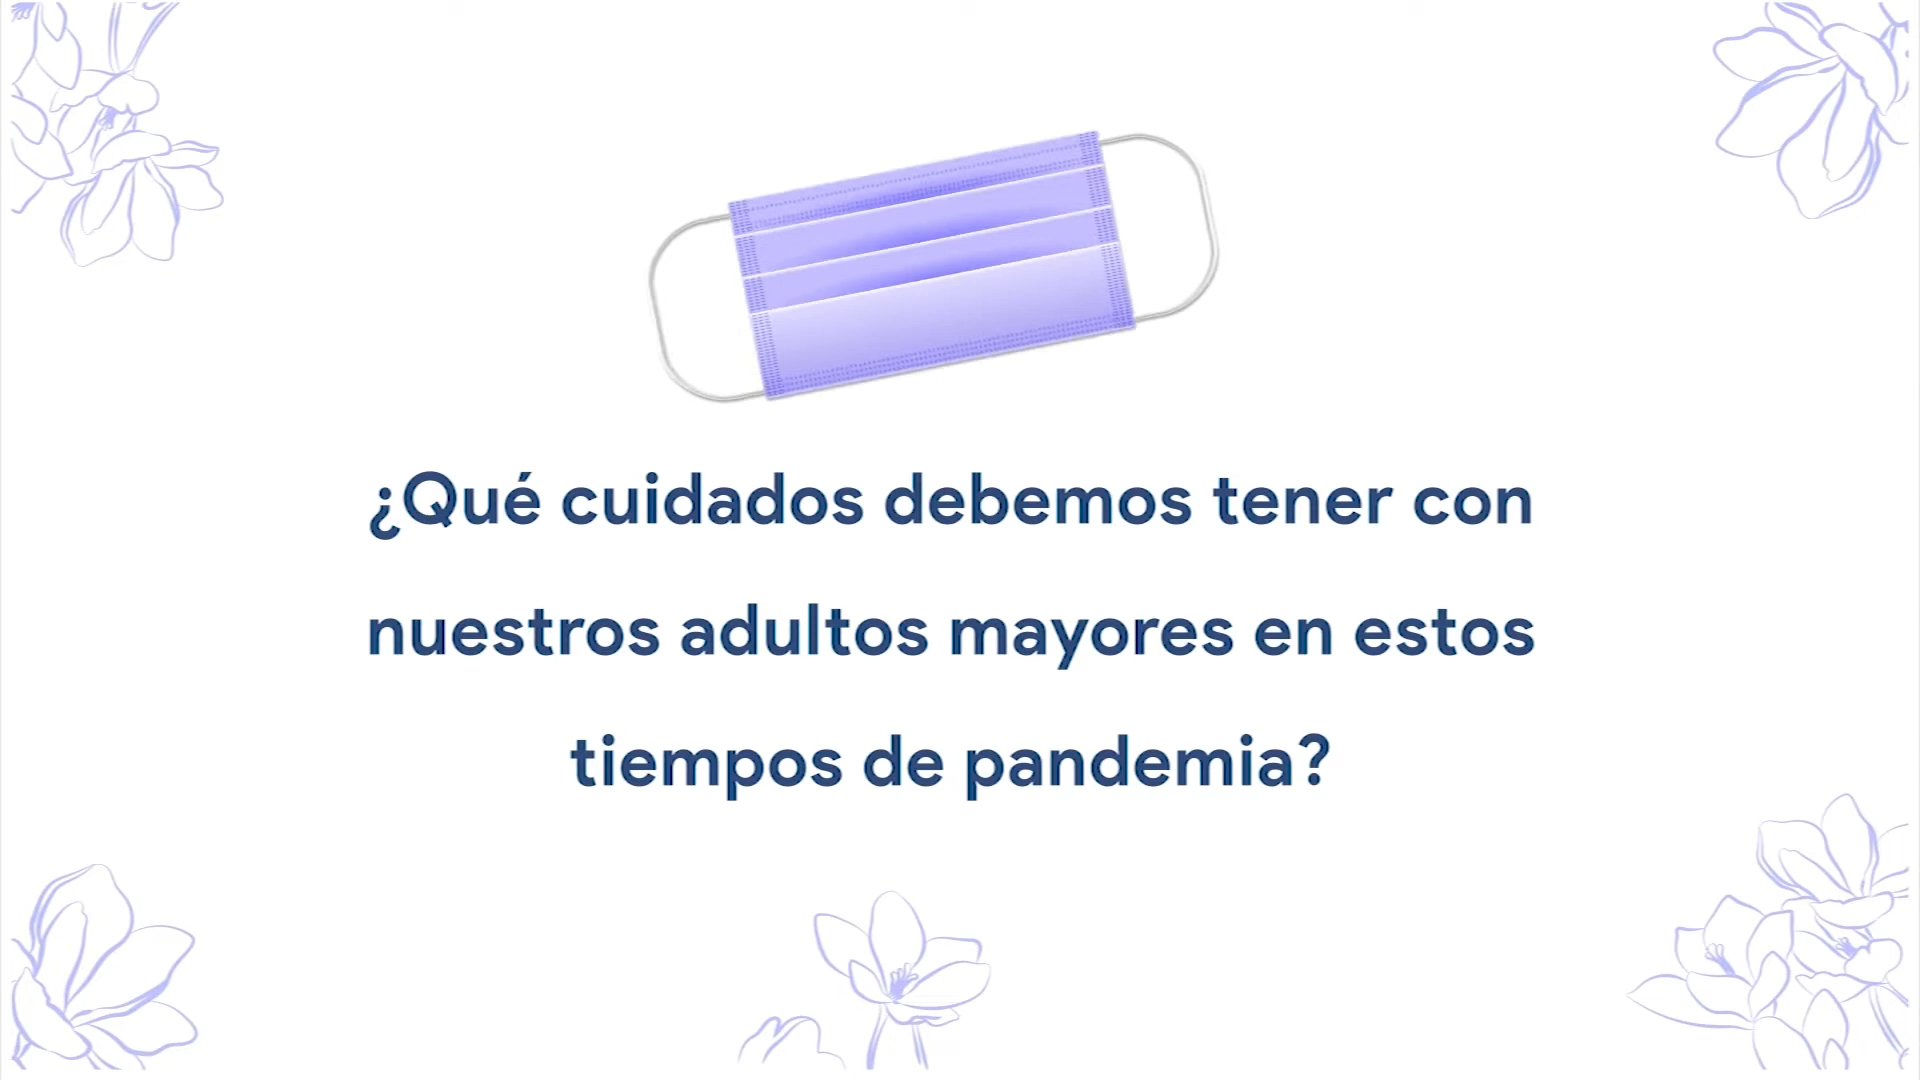 ¿Qué cuidados debemos tener con
nuestros adultos mayores en estos
tiempos de pandemia?